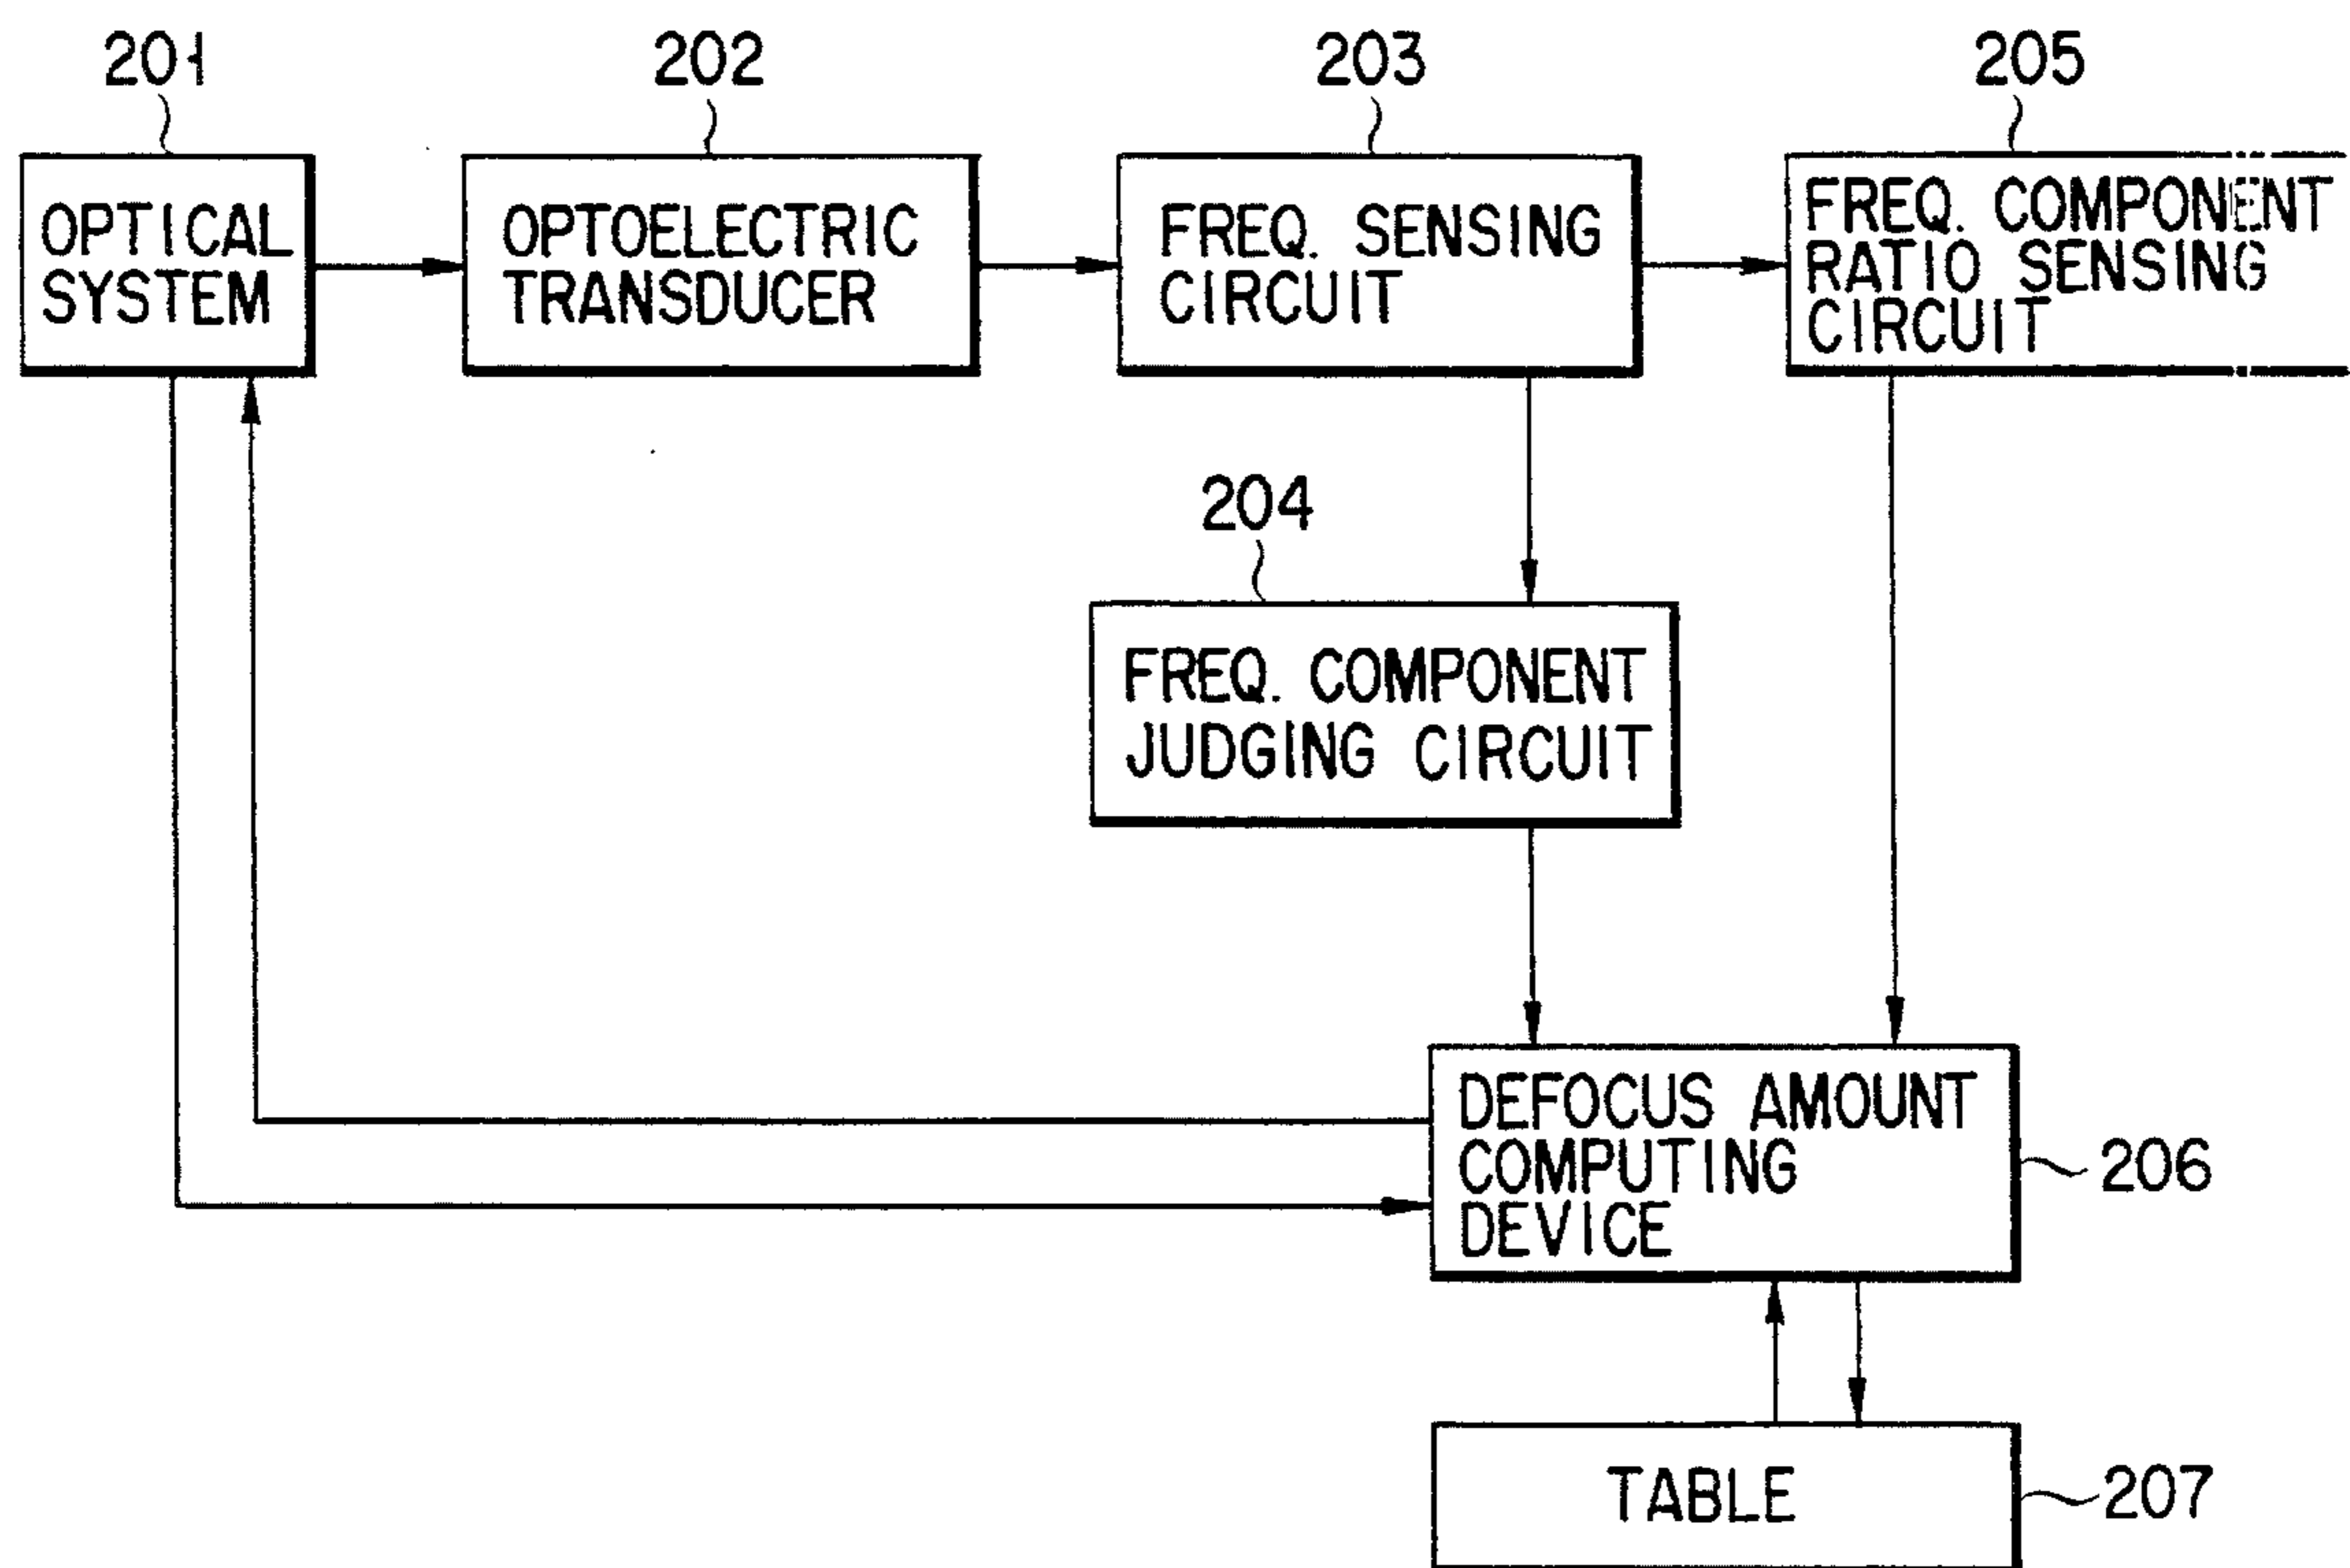 201
202
203
205
OPTICAL
SYSTEM
OPTOELECTRIC
TRANSDUCER
FREQ. SENSING
CIRCUIT
FREQ. COMPONENT
RATIO SENSING
CIRCUIT
204
FREQ. COMPONENT
JUDGING CIRCUIT
DEFOCUS AMOUNT
COMPUTING
DEVICE
206
TABLE
207